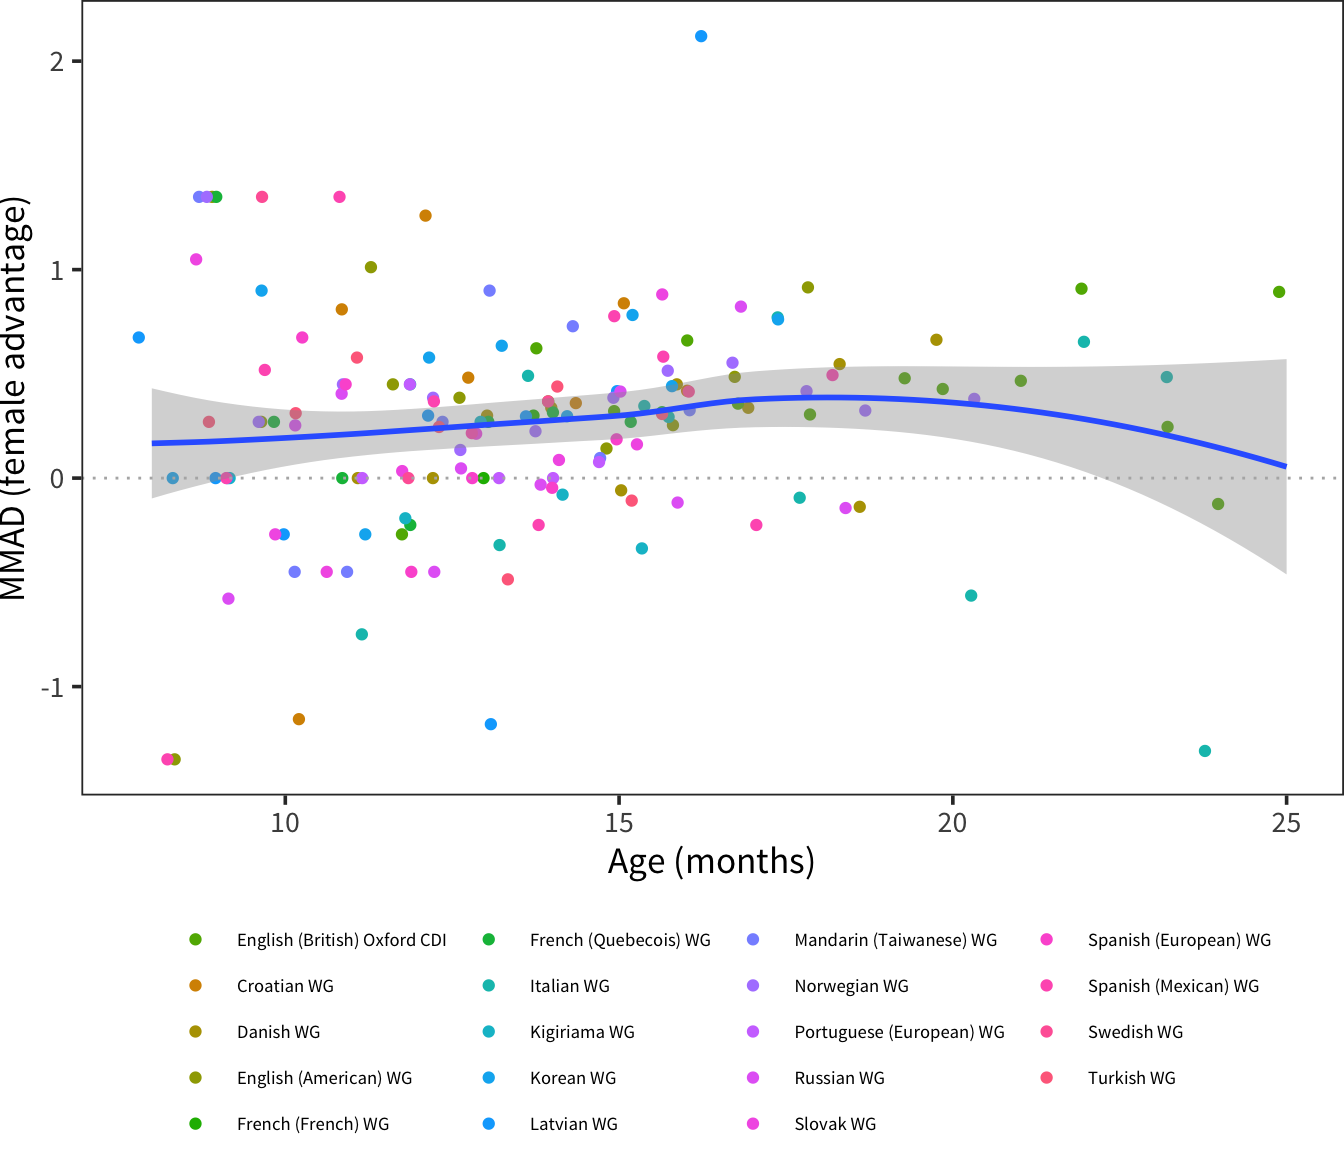 MMAD (female advantage)
2
1
0
-1
10 15 20 25
Age (months)
English (British) Oxford CDI French (Quebecois) WG Mandarin (Taiwanese) WG Spanish (European) WG
Croatian WG Italian WG Norwegian WG Spanish (Mexican) WG
Danish WG Kigiriama WG Portuguese (European) WG Swedish WG
English (American) WG Korean WG Russian WG Turkish WG
French (French) WG Latvian WG Slovak WG